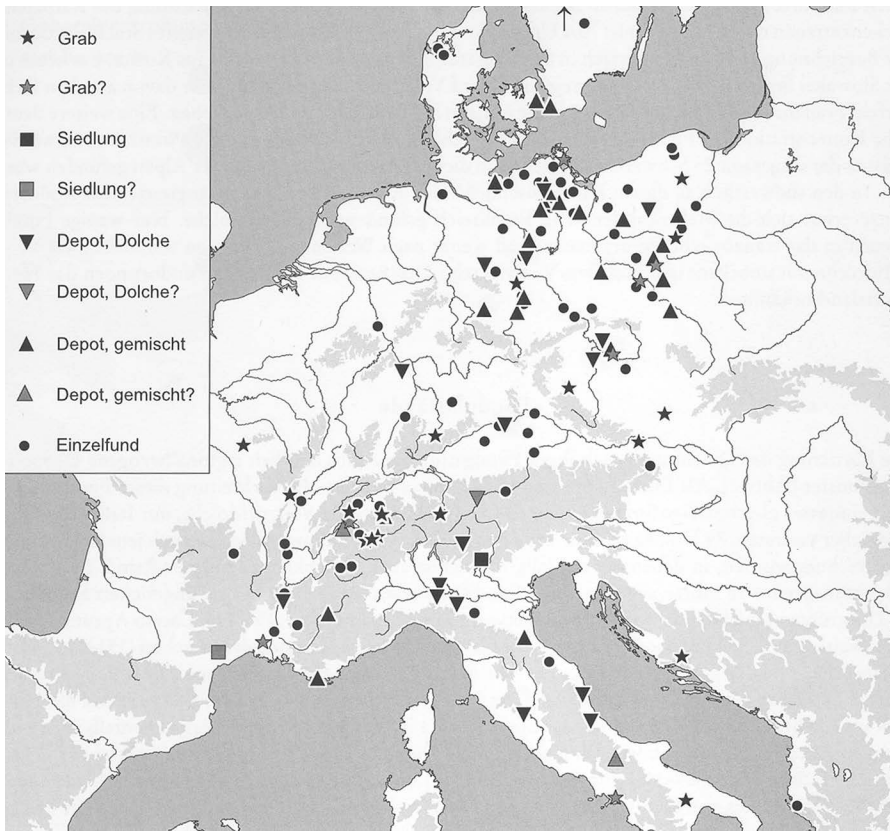 Grab
Grab?
Siedlung
Siedlung?
Depot, Dolche
Depot, Dolche?
Depot, gemischt
Depot, gemischt?
Einzelfund